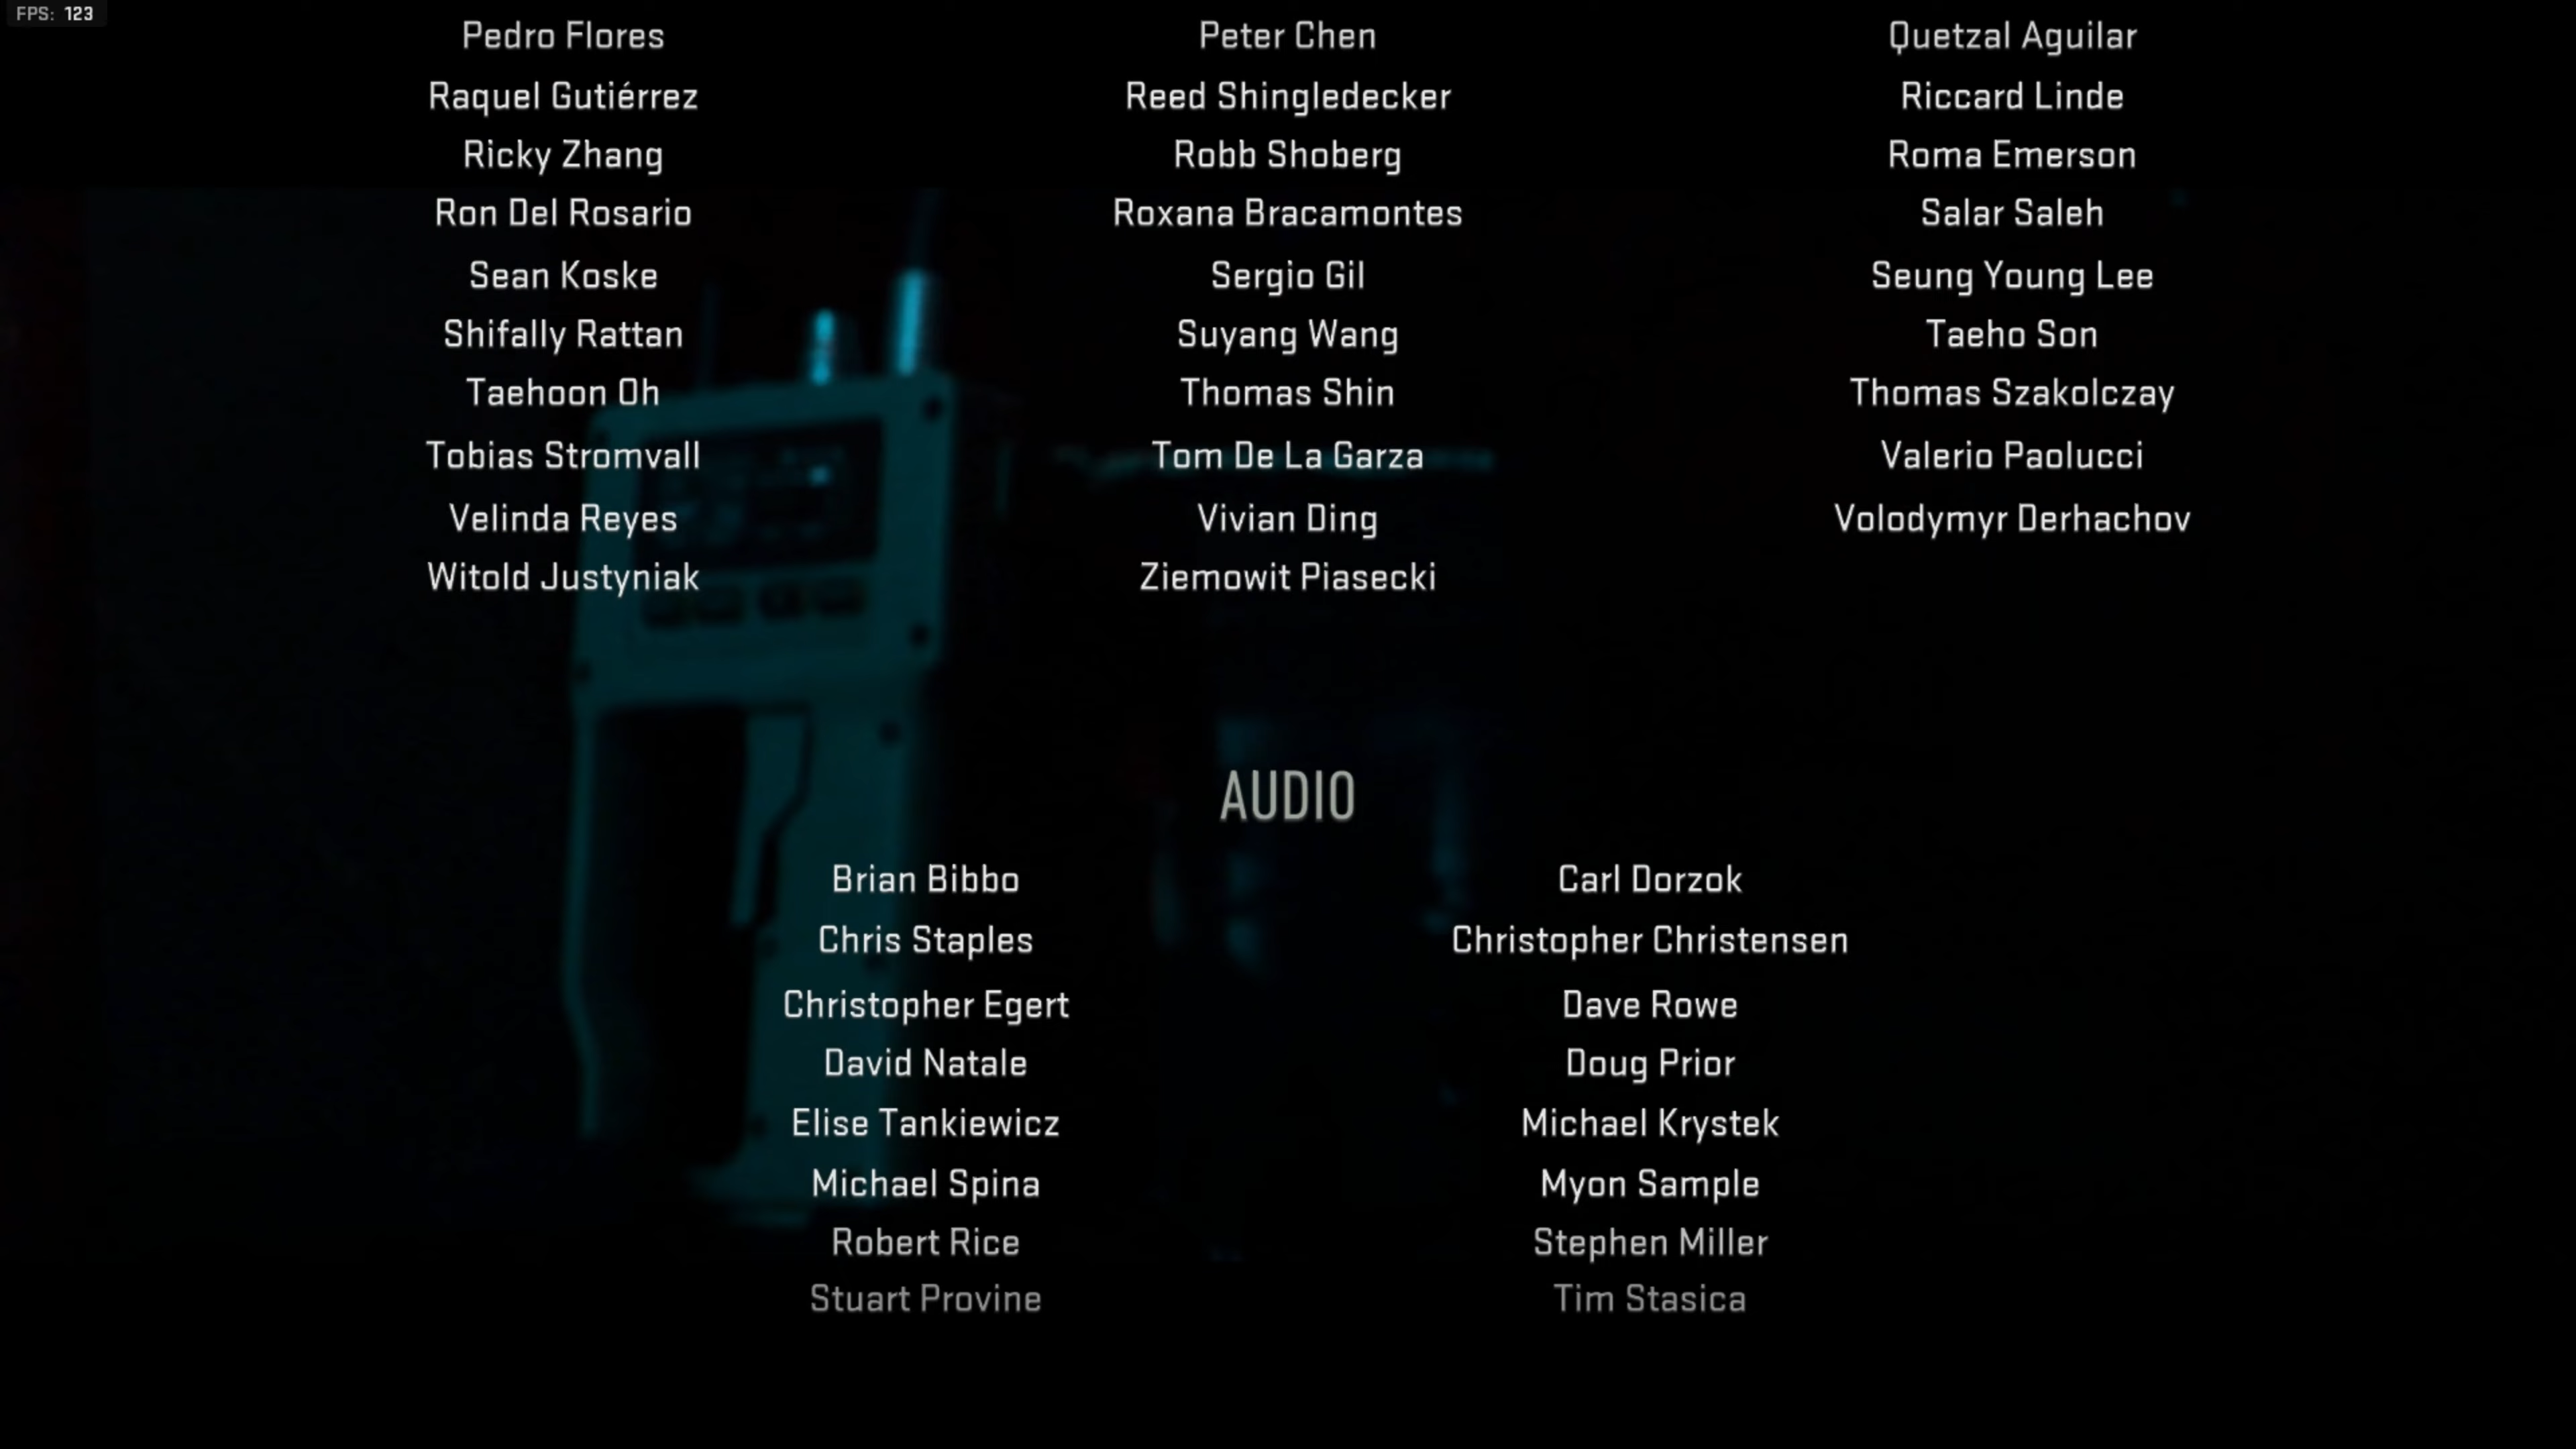 FPS: 123
Pedro Flores Peter Chen Quetzal Aguilar
Raquel Gutiérrez Reed Shingledecker Riccard Linde
Ricky Zhang Robb Shoberg Roma Emerson
Ron Del Rosario Roxana Bracamontes Salar Saleh
Sean Koske Sergio Gil Seung Young Lee
Shifally Rattan Suyang Wang Taeho Son
Taehoon Oh Thomas Shin Thomas Szakolczay
Tobias Stromvall Tom De La Garza Valerio Paolucci
Velinda Reyes Vivian Ding Volodymyr Derhachov
Witold Justyniak Ziemowit Piasecki
AUDIO
Brian Bibbo Carl Dorzok
Chris Staples Christopher Christensen
Christopher Egert Dave Rowe
David Natale Doug Prior
Elise Tankiewicz Michael Krystek
Michael Spina Myon Sample
Robert Rice Stephen Miller
Stuart Provine Tim Stasica